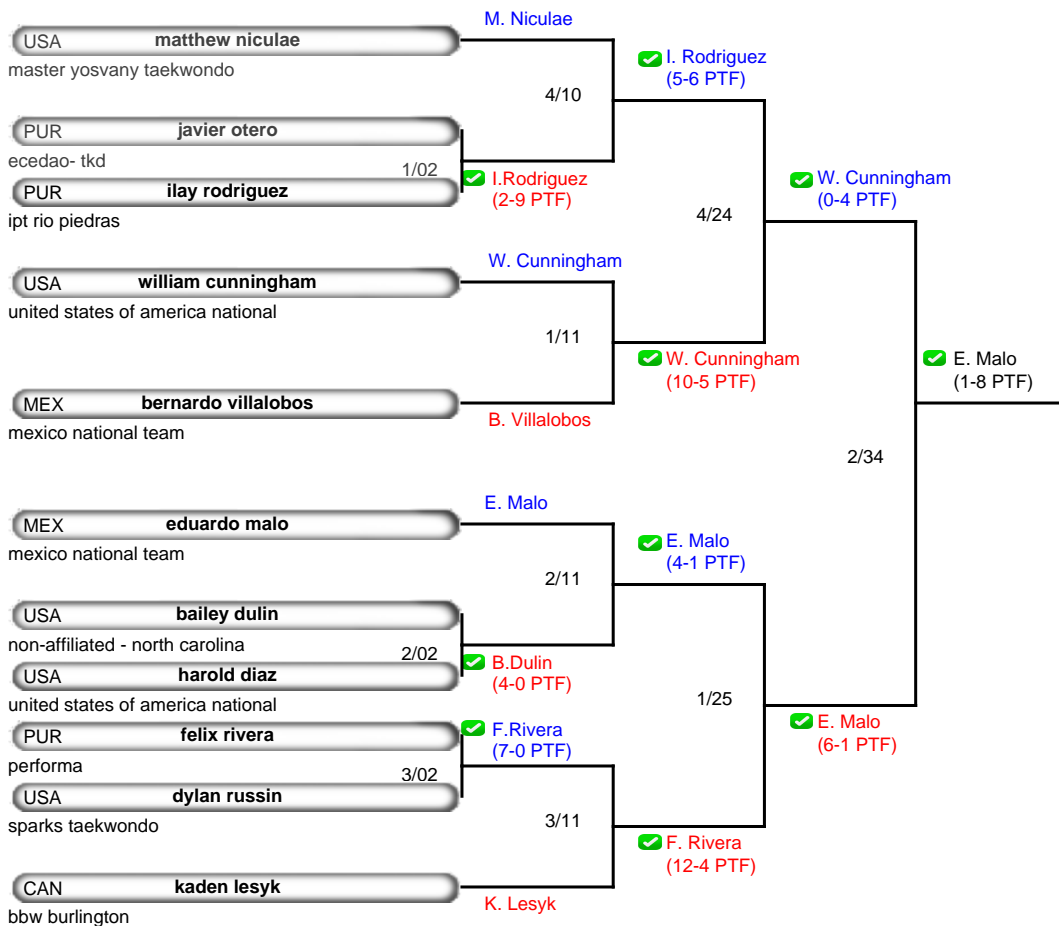 M. Niculae
USA matthew niculae
master yosvany taekwondo
I. Rodriguez
(5-6 PTF)
4/10
PUR javier otero
ecedao- tkd
1/02
PUR ilay rodriguez
ipt rio piedras
I.Rodriguez
(2-9 PTF)
W. Cunningham
(0-4 PTF)
4/24
W. Cunningham
USA william cunningham
united states of america national
1/11
W. Cunningham
(10-5 PTF)
MEX bernardo villalobos
mexico national team
B. Villalobos
E. Malo
(1-8 PTF)
2/34
E. Malo
MEX eduardo malo
mexico national team
E. Malo
(4-1 PTF)
2/11
USA bailey dulin
non-affiliated - north carolina
2/02
USA harold diaz
united states of america national
B.Dulin
(4-0 PTF)
1/25
PUR felix rivera
performa
F.Rivera
(7-0 PTF)
E. Malo
(6-1 PTF)
3/02
USA dylan russin
sparks taekwondo
3/11
F. Rivera
(12-4 PTF)
CAN kaden lesyk
bbw burlington
K. Lesyk